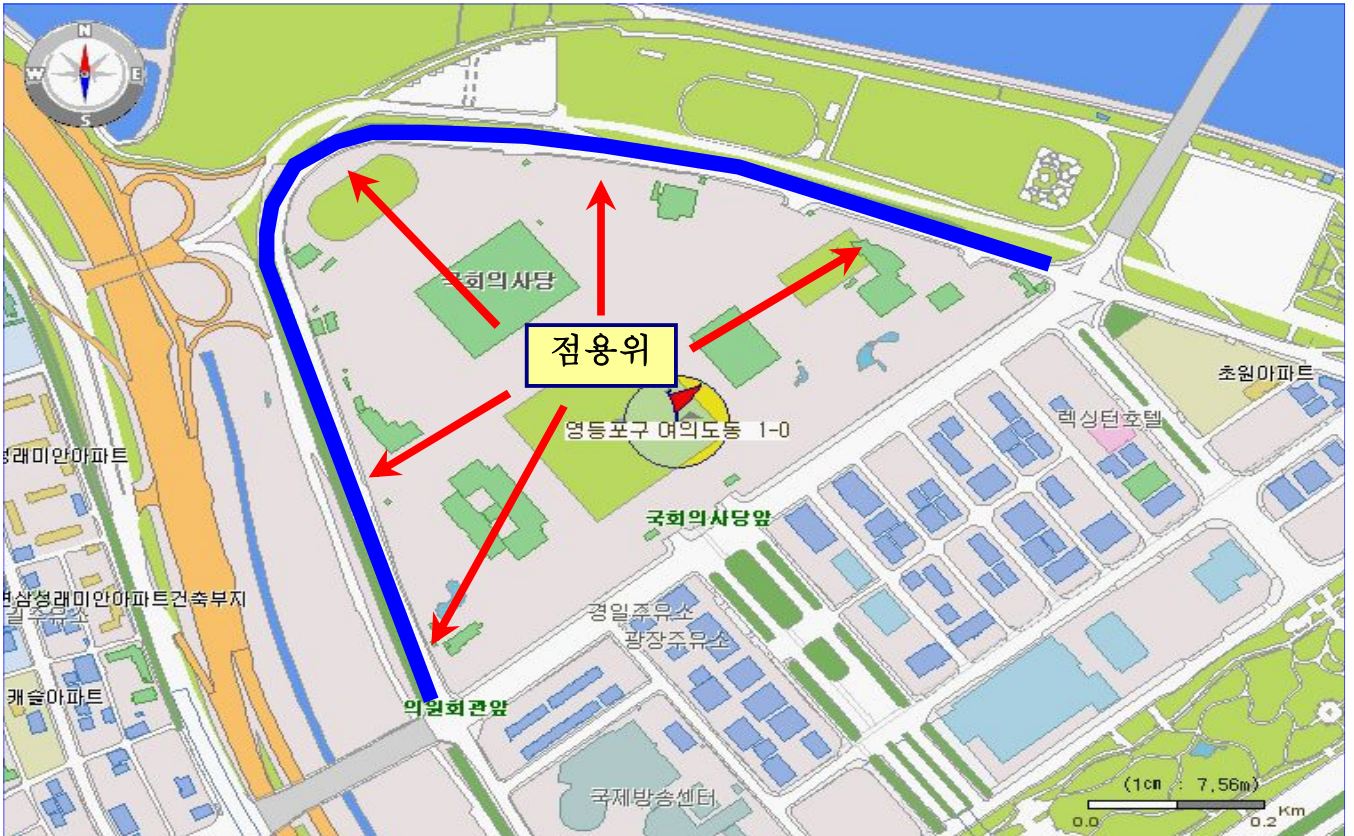 N
W
E
S
국회의사당
점용위
초원아파트
렉싱턴호텔
영등포구 여의도동 1-0
성래미안아파트
국회의사당앞
변삼성래미안아파트건축부지
길주유소
경일주유소
광장주유소
캐슬아파트
의원회관앞
국제방송센터
(1cm : 7,56m)
0.0
0.2
Km